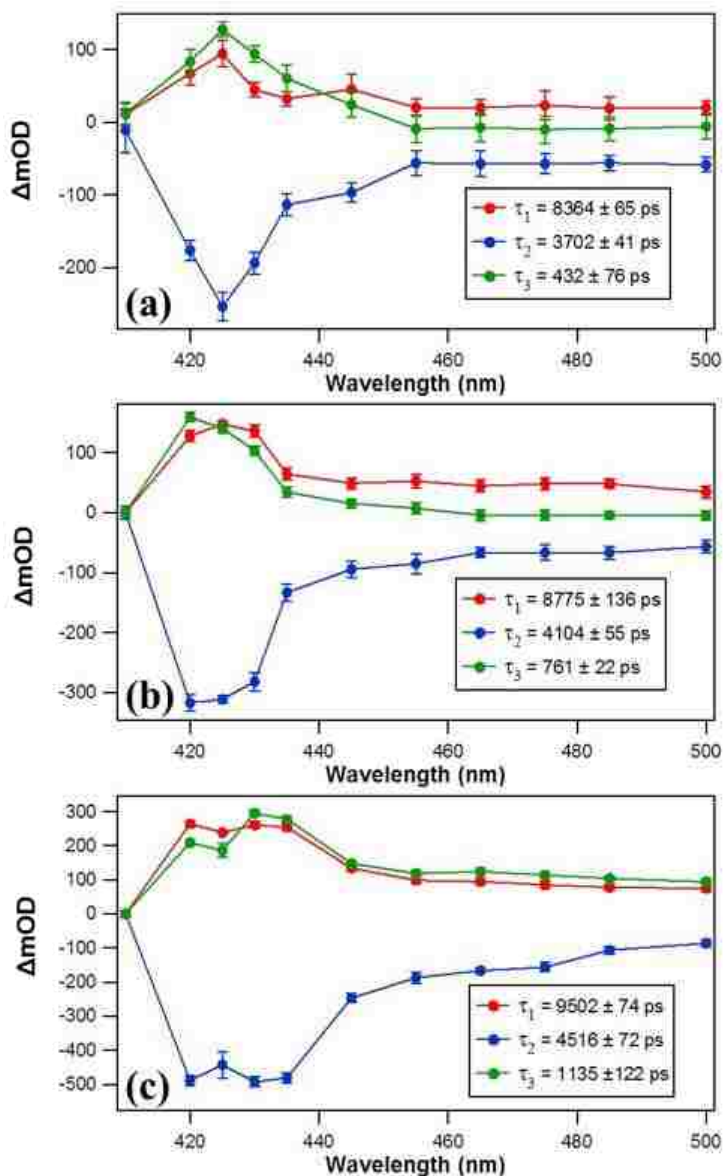 100
0
-100
-200
ΔmOD
τ1 = 8364 ± 65 ps
τ2 = 3702 ± 41 ps
τ3 = 432 ± 76 ps
(a)
420 440 460 480 500
Wavelength (nm)
100
0
-100
-200
-300
ΔmOD
τ1 = 8775 ± 136 ps
τ2 = 4104 ± 55 ps
τ3 = 761 ± 22 ps
(b)
420 440 460 480 500
Wavelength (nm)
300
200
100
0
-100
-200
-300
-400
-500
ΔmOD
τ1 = 9502 ± 74 ps
τ2 = 4516 ± 72 ps
τ3 = 1135 ±122 ps
(c)
420 440 460 480 500
Wavelength (nm)